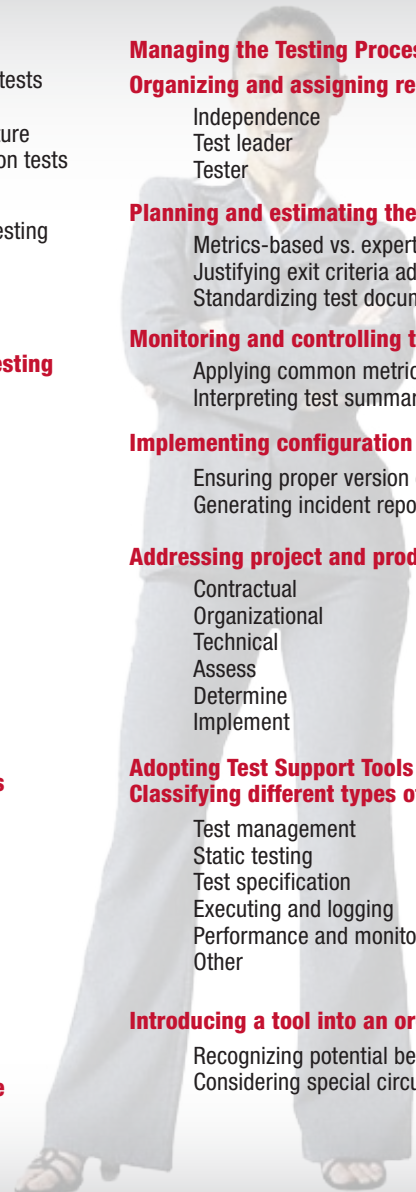 tests
ture
on tests
esting
esting
s
e
Managing the Testing Proces
Organizing and assigning re
Independence
Test leader
Tester
Planning and estimating the
Metrics-based vs. expert
Justifying exit criteria ad
Standardizing test docum
Monitoring and controlling t
Applying common metric
Interpreting test summar
Implementing configuration
Ensuring proper version
Generating incident repo
Addressing project and prod
Contractual
Organizational
Technical
Assess
Determine
Implement
Adopting Test Support Tools
Classifying different types o
Test management
Static testing
Test specification
Executing and logging
Performance and monito
Other
Introducing a tool into an or
Recognizing potential be
Considering special circu